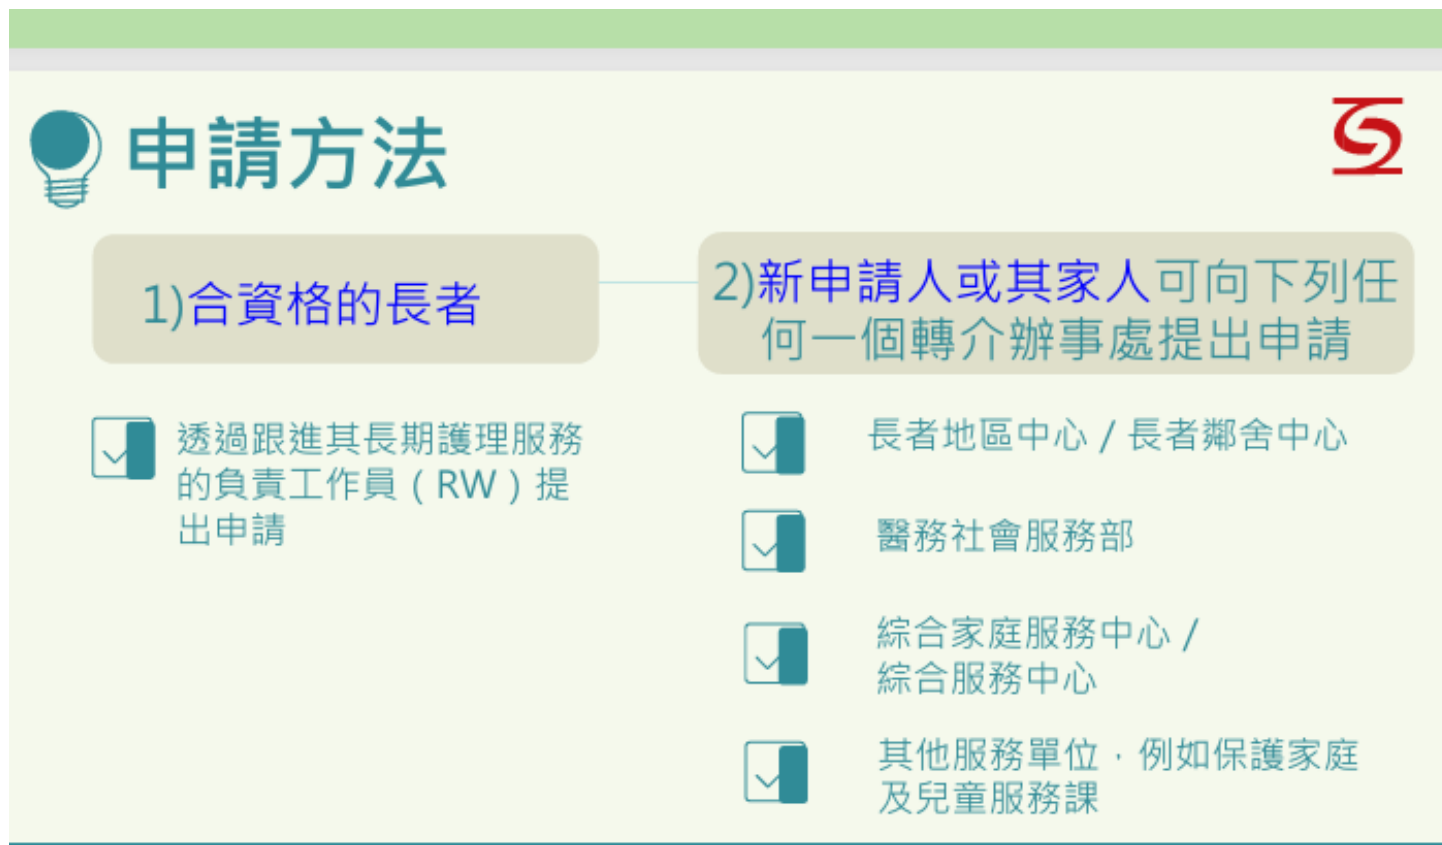 申請方法
1)合資格的長者
透過跟進其長期護理服務
的負責工作員（RW）提
出申請
2)新申請人或其家人可向下列任
何一個轉介辦事處提出申請
長者地區中心 / 長者鄰舍中心
醫務社會服務部
綜合家庭服務中心 /
綜合服務中心
其他服務單位，例如保護家庭
及兒童服務課